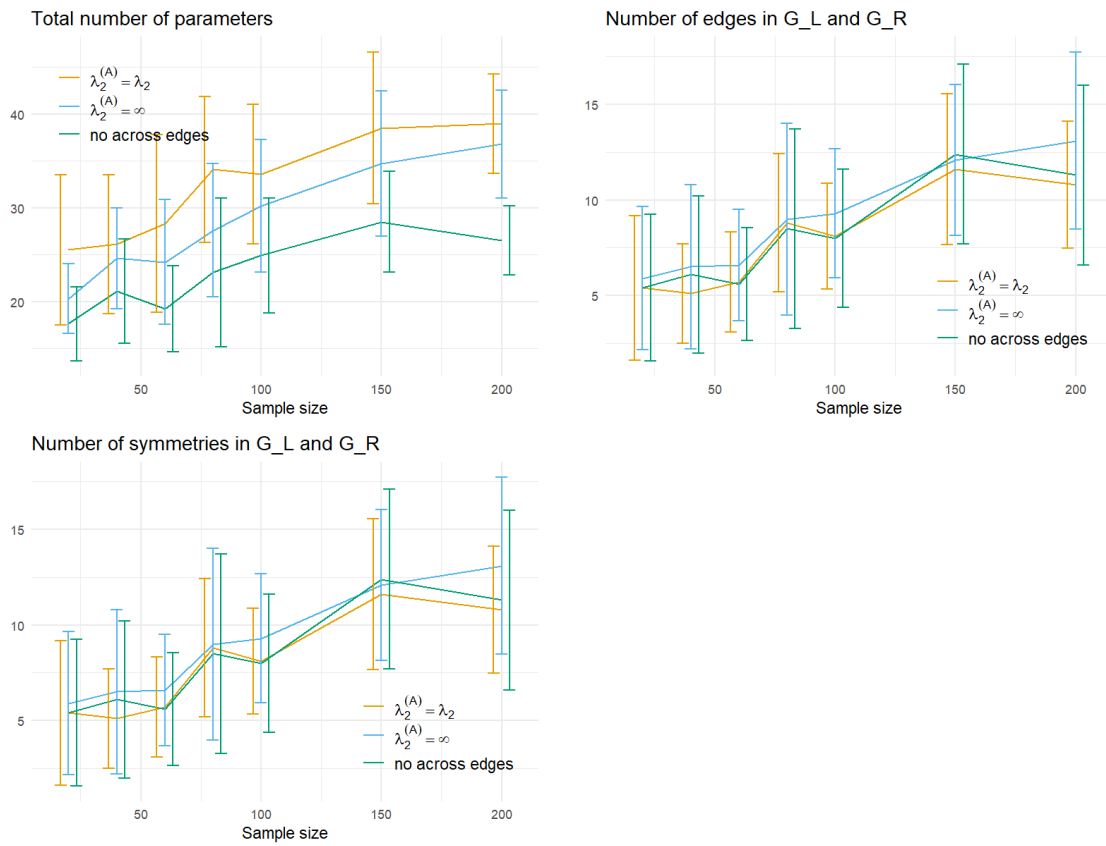 Total number of parameters
λ₂^(A) = λ₂
λ₂^(A) = ∞
no across edges
40
30
20
50 100 150 200
Sample size
Number of edges in G_L and G_R
15
10
5
λ₂^(A) = λ₂
λ₂^(A) = ∞
no across edges
50 100 150 200
Sample size
Number of symmetries in G_L and G_R
15
10
5
λ₂^(A) = λ₂
λ₂^(A) = ∞
no across edges
50 100 150 200
Sample size